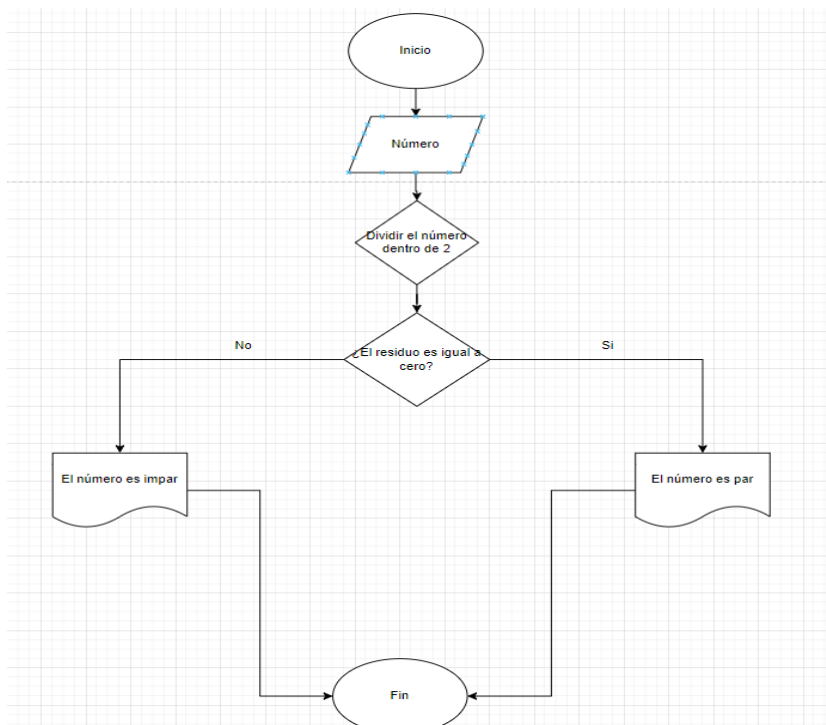 Inicio
Número
Dividir el número
dentro de 2
¿El residuo es igual a
cero?
No
Si
El número es impar
El número es par
Fin